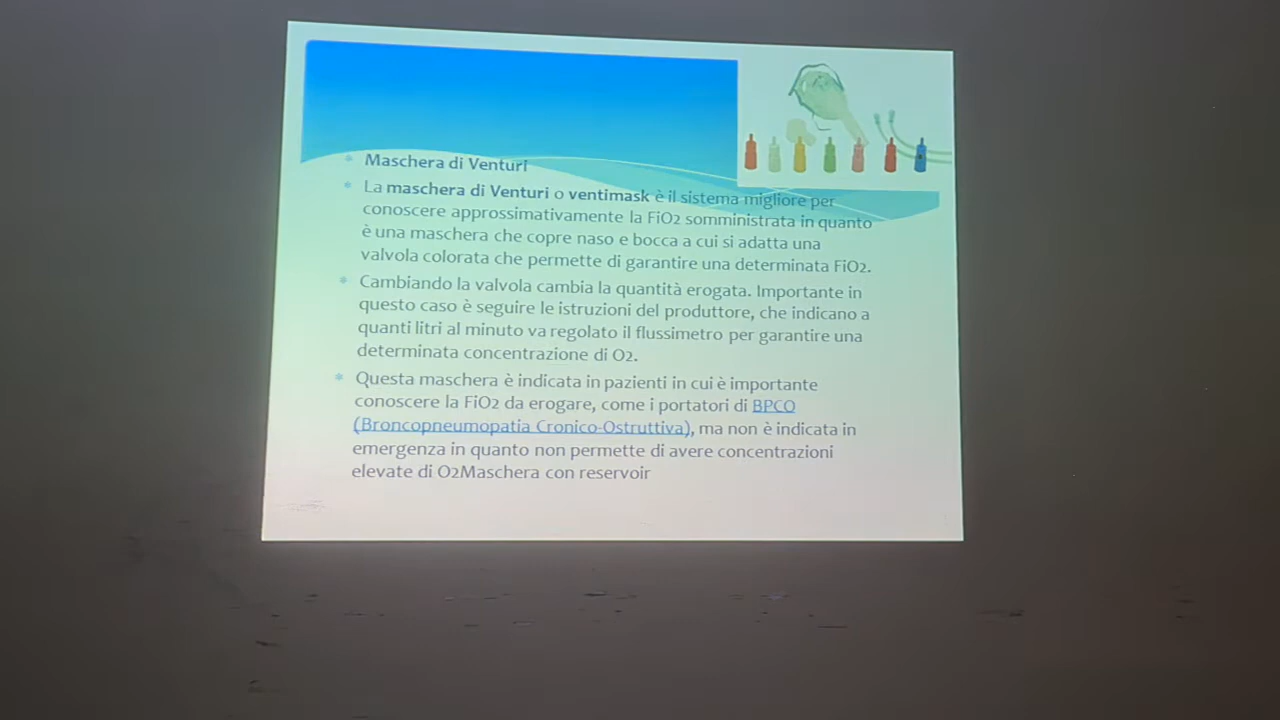 Maschera di Venturi
La maschera di Venturi o ventimask è il sistema migliore per
conoscere approssimativamente la FiO2 somministrata in quanto
è una maschera che copre naso e bocca a cui si adatta una
valvola colorata che permette di garantire una determinata FiO2.
Cambiando la valvola cambia la quantità erogata. Importante in
questo caso è seguire le istruzioni del produttore, che indicano a
quanti litri al minuto va regolato il flussimetro per garantire una
determinata concentrazione di O2.
Questa maschera è indicata in pazienti in cui è importante
conoscere la FiO2 da erogare, come i portatori di BPCO
(Broncopneumopatia Cronico-Ostruttiva), ma non è indicata in
emergenza in quanto non permette di avere concentrazioni
elevate di O2Maschera con reservoir